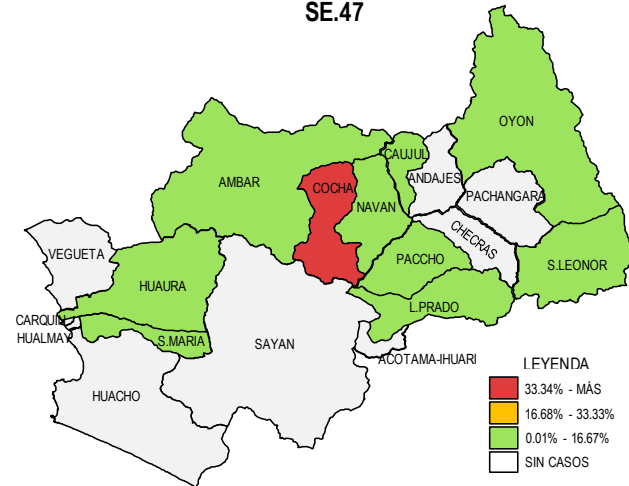 SE.47
OYON
CAUJUL
AMBAR
COCHA
ANDAJES
NAVAN
PACHANGARA
CHECRAS
VEGUETA
PACCHO
S.LEONOR
HUAURA
L.PRADO
CARQUIN
HUALMAY
S.MARIA
SAYAN
ACOTAMA-IHUARI
HUACHO
LEYENDA
33.34% - MÁS
16.68% - 33.33%
0.01% - 16.67%
SIN CASOS